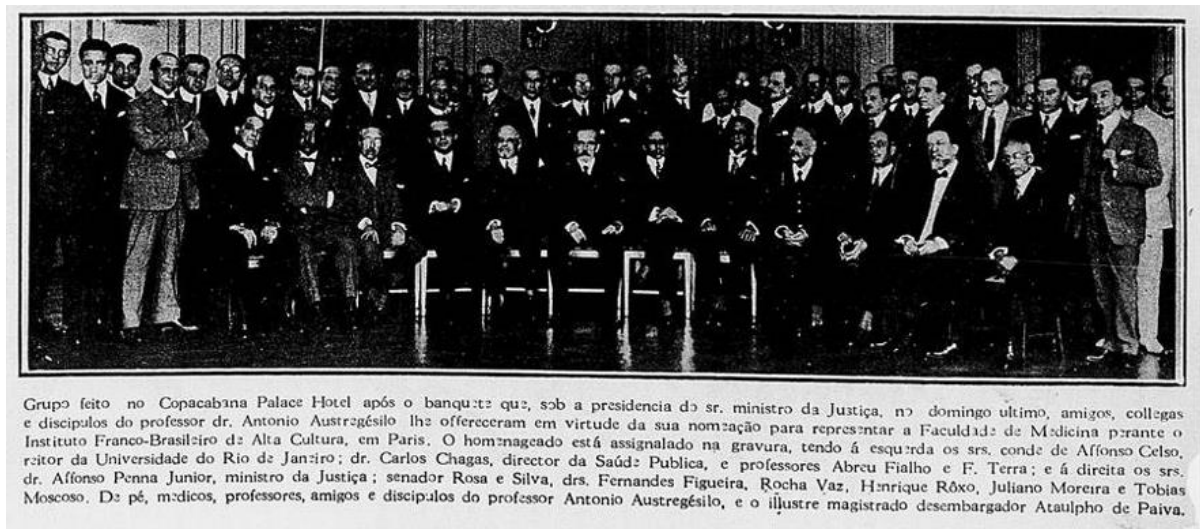 Grupo feito no Copacabana Palace Hotel após o banquete que, sob a presidencia do sr. ministro da Justiça, no domingo ultimo, amigos, collegas
e discipulos do professor dr. Antonio Austregésilo lhe offereceram em virtude da sua nomeação para representar a Faculdade de Medicina perante o
Instituto Franco-Brasileiro de Alta Cultura, em Paris. O homenageado está assignalado na gravura, tendo á esquerda os srs. conde de Affonso Celso,
reitor da Universidade do Rio de Janeiro; dr. Carlos Chagas, director da Saúde Publica, e professores Abreu Fialho e F. Terra; e á direita os srs.
dr. Affonso Penna Junior, ministro da Justiça; senador Rosa e Silva, drs. Fernandes Figueira, Rocha Vaz, Henrique Rôxo, Juliano Moreira e Tobias
Moscoso. De pé, medicos, professores, amigos e discipulos do professor Antonio Austregésilo, e o illustre magistrado desembargador Ataulpho de Paiva.